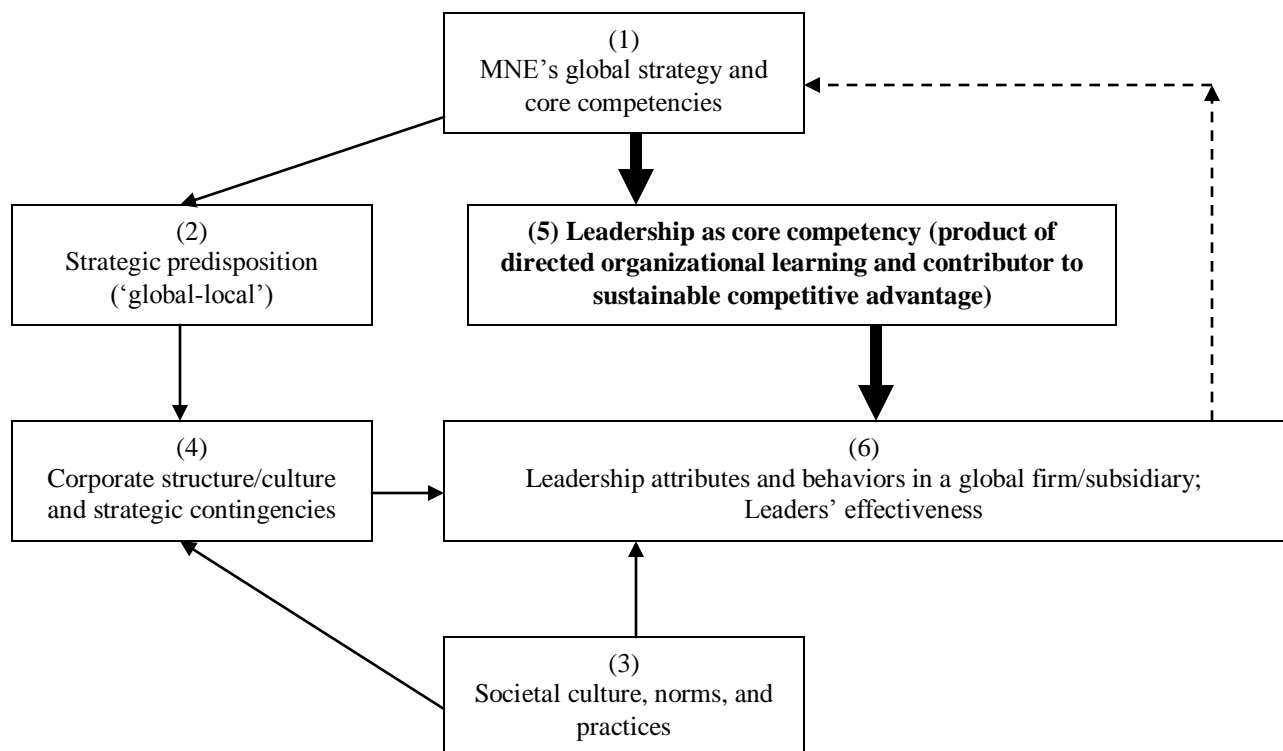 (1)
MNE’s global strategy and
core competencies
(2)
Strategic predisposition
(‘global-local’)
(5) Leadership as core competency (product of
directed organizational learning and contributor to
sustainable competitive advantage)
(4)
Corporate structure/culture
and strategic contingencies
(6)
Leadership attributes and behaviors in a global firm/subsidiary;
Leaders’ effectiveness
(3)
Societal culture, norms, and
practices